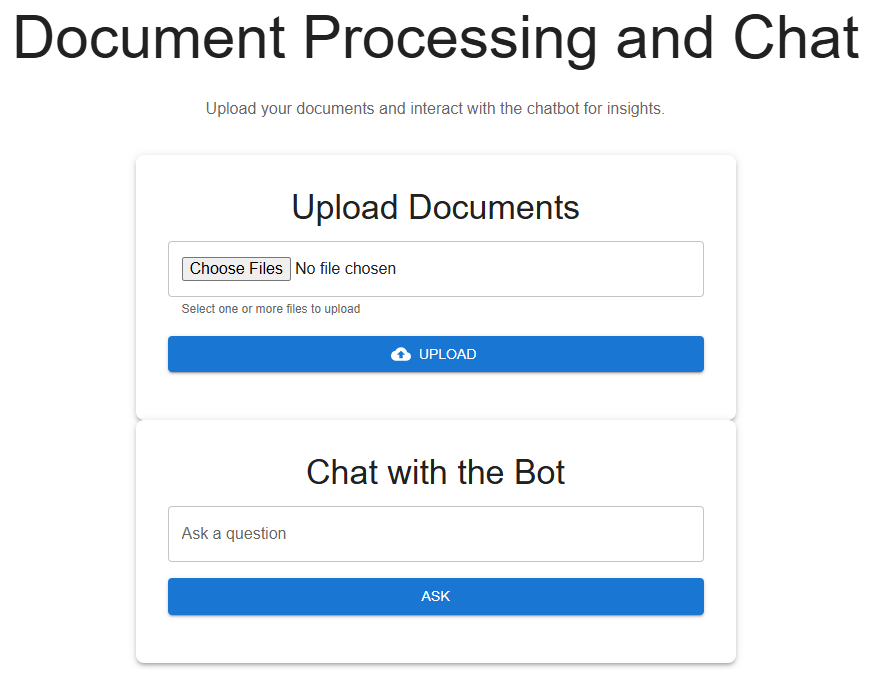 Document Processing and Chat
Upload your documents and interact with the chatbot for insights.
Upload Documents
Choose Files No file chosen
Select one or more files to upload
UPLOAD
Chat with the Bot
Ask a question
ASK